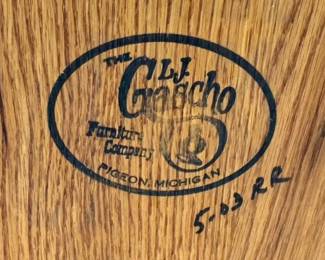 THE
L.J.
Gascho
Furniture
Company
PIGEON, MICHIGAN
5-03 RR